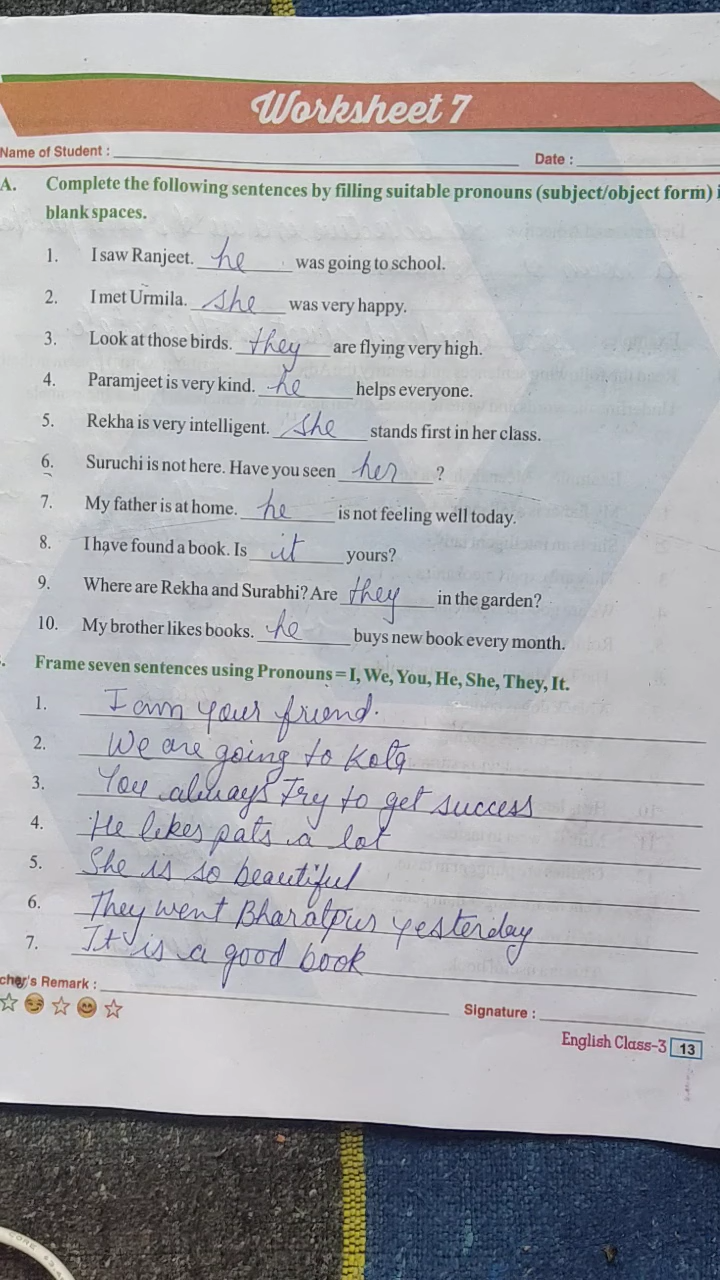 Worksheet 7
Name of Student :
Date :
A. Complete the following sentences by filling suitable pronouns (subject/object form) i
blank spaces.
1. I saw Ranjeet. he was going to school.
2. I met Urmila. she was very happy.
3. Look at those birds. they are flying very high.
4. Paramjeet is very kind. he helps everyone.
5. Rekha is very intelligent. she stands first in her class.
6. Suruchi is not here. Have you seen her ?
7. My father is at home. he is not feeling well today.
8. I have found a book. Is it yours?
9. Where are Rekha and Surabhi? Are they in the garden?
10. My brother likes books. he buys new book every month.
. Frame seven sentences using Pronouns = I, We, You, He, She, They, It.
1. I am your friend.
2. We are going to Kota
3. You always Try to get success
4. He likes pats a lot
5. She is so beautiful
6. They went Bharatpur yesterday
7. It is a good book
cher's Remark :
Signature :
English Class-3 13